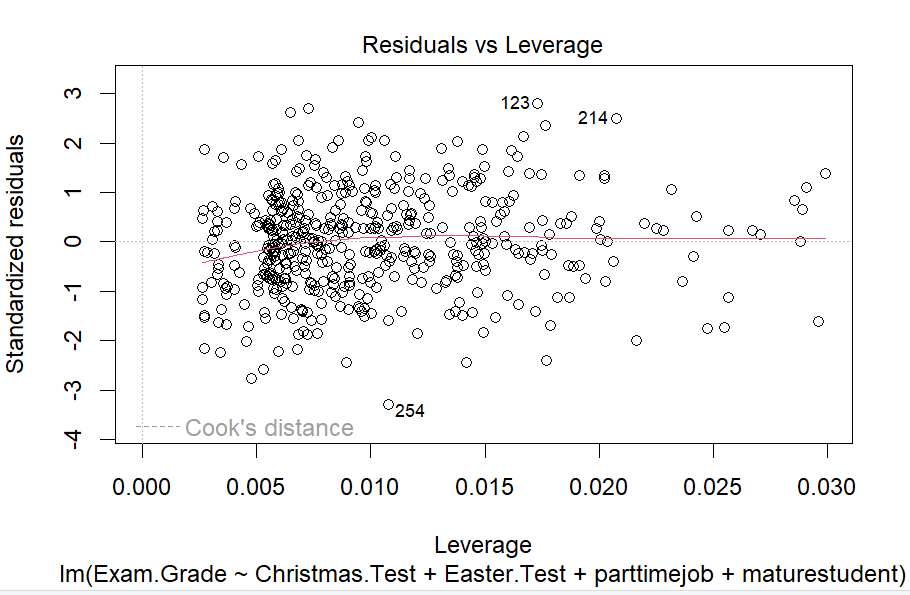 Residuals vs Leverage
Standardized residuals
3
2
1
0
-1
-2
-3
-4
123
214
254
Cook's distance
0.000 0.005 0.010 0.015 0.020 0.025 0.030
Leverage
lm(Exam.Grade ~ Christmas.Test + Easter.Test + parttimejob + maturestudent)